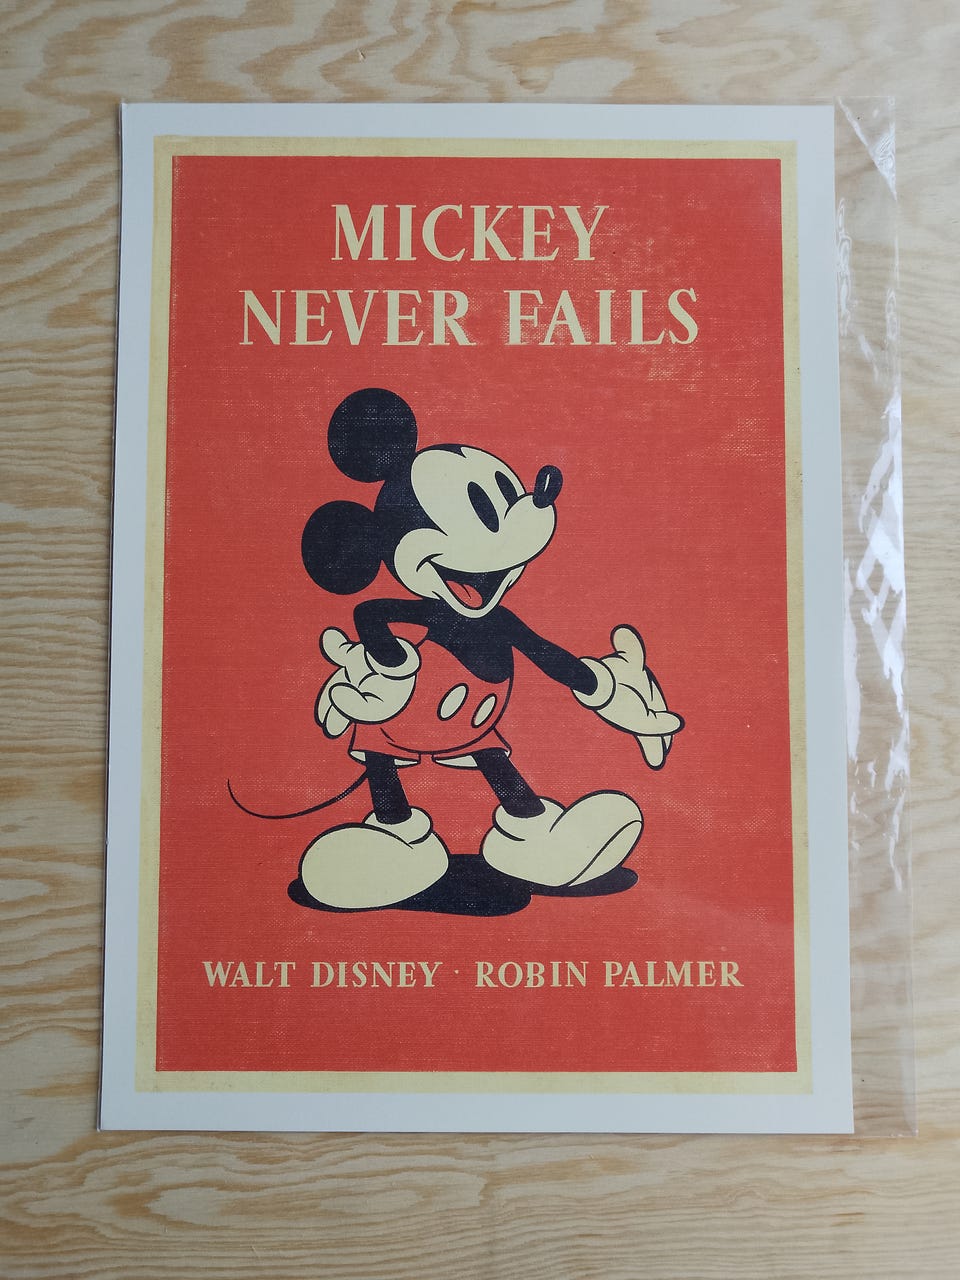 MICKEY
NEVER FAILS
WALT DISNEY · ROBIN PALMER